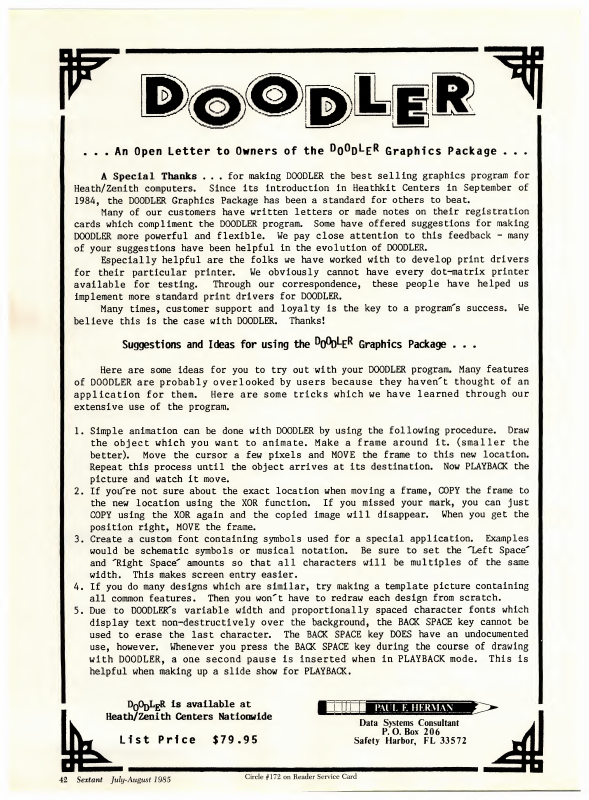 DOODLER
. . . An Open Letter to Owners of the DOODLER Graphics Package . . .
A Special Thanks . . . for making DOODLER the best selling graphics program for
Heath/Zenith computers. Since its introduction in Heathkit Centers in September of
1984, the DOODLER Graphics Package has been a standard for others to beat.
Many of our customers have written letters or made notes on their registration
cards which compliment the DOODLER program. Some have offered suggestions for making
DOODLER more powerful and flexible. We pay close attention to this feedback - many
of your suggestions have been helpful in the evolution of DOODLER.
Especially helpful are the folks we have worked with to develop print drivers
for their particular printer. We obviously cannot have every dot-matrix printer
available for testing. Through our correspondence, these people have helped us
implement more standard print drivers for DOODLER.
Many times, customer support and loyalty is the key to a program's success. We
believe this is the case with DOODLER. Thanks!
Suggestions and Ideas for using the DOODLER Graphics Package . . .
Here are some ideas for you to try out with your DOODLER program. Many features
of DOODLER are probably overlooked by users because they haven't thought of an
application for them. Here are some tricks which we have learned through our
extensive use of the program.
1. Simple animation can be done with DOODLER by using the following procedure. Draw
the object which you want to animate. Make a frame around it. (smaller the
better). Move the cursor a few pixels and MOVE the frame to this new location.
Repeat this process until the object arrives at its destination. Now PLAYBACK the
picture and watch it move.
2. If you're not sure about the exact location when moving a frame, COPY the frame to
the new location using the XOR function. If you missed your mark, you can just
COPY using the XOR again and the copied image will disappear. When you get the
position right, MOVE the frame.
3. Create a custom font containing symbols used for a special application. Examples
would be schematic symbols or musical notation. Be sure to set the 'Left Space'
and 'Right Space' amounts so that all characters will be multiples of the same
width. This makes screen entry easier.
4. If you do many designs which are similar, try making a template picture containing
all common features. Then you won't have to redraw each design from scratch.
5. Due to DOODLER's variable width and proportionally spaced character fonts which
display text non-destructively over the background, the BACK SPACE key cannot be
used to erase the last character. The BACK SPACE key DOES have an undocumented
use, however. Whenever you press the BACK SPACE key during the course of drawing
with DOODLER, a one second pause is inserted when in PLAYBACK mode. This is
helpful when making up a slide show for PLAYBACK.
DOODLER is available at
Heath/Zenith Centers Nationwide
List Price $79.95
PAUL F. HERMAN
Data Systems Consultant
P. O. Box 206
Safety Harbor, FL 33572
42 Sextant July-August 1985
Circle #172 on Reader Service Card